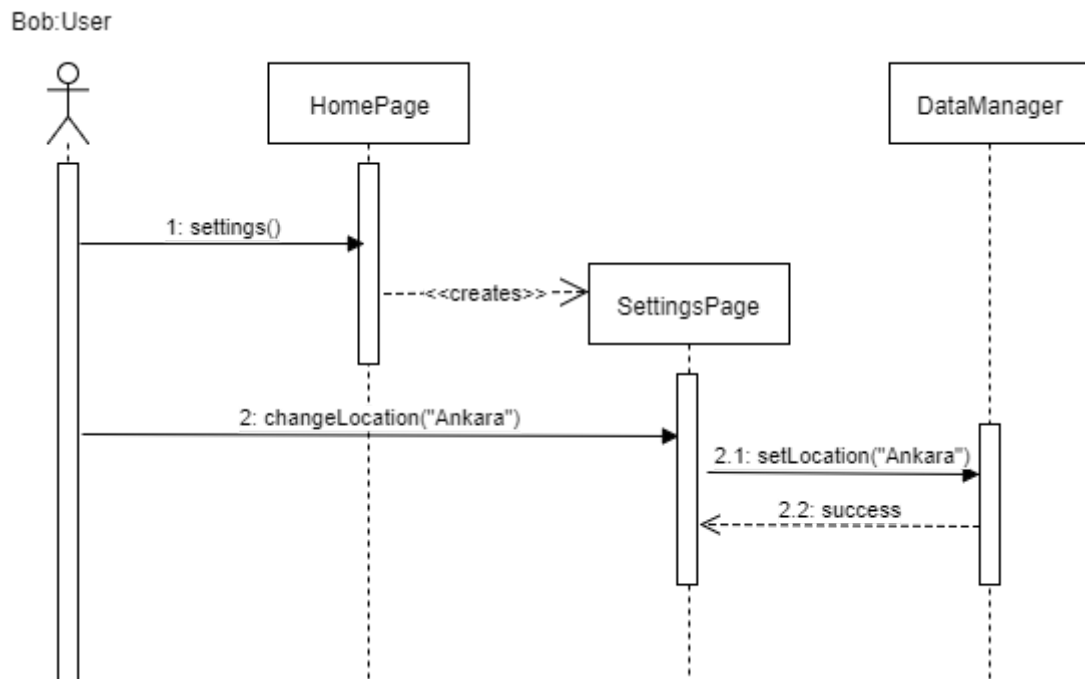 Bob:User
HomePage
DataManager
1: settings()
<<creates>>
SettingsPage
2: changeLocation("Ankara")
2.1: setLocation("Ankara")
2.2: success